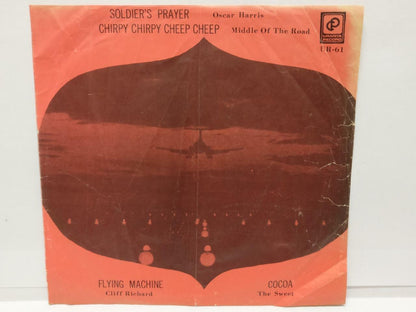 SOLDIER'S PRAYER Oscar Harris
CHIRPY CHIRPY CHEEP CHEEP Middle Of The Road
UR-61
FLYING MACHINE
Cliff Richard
COCOA
The Sweet